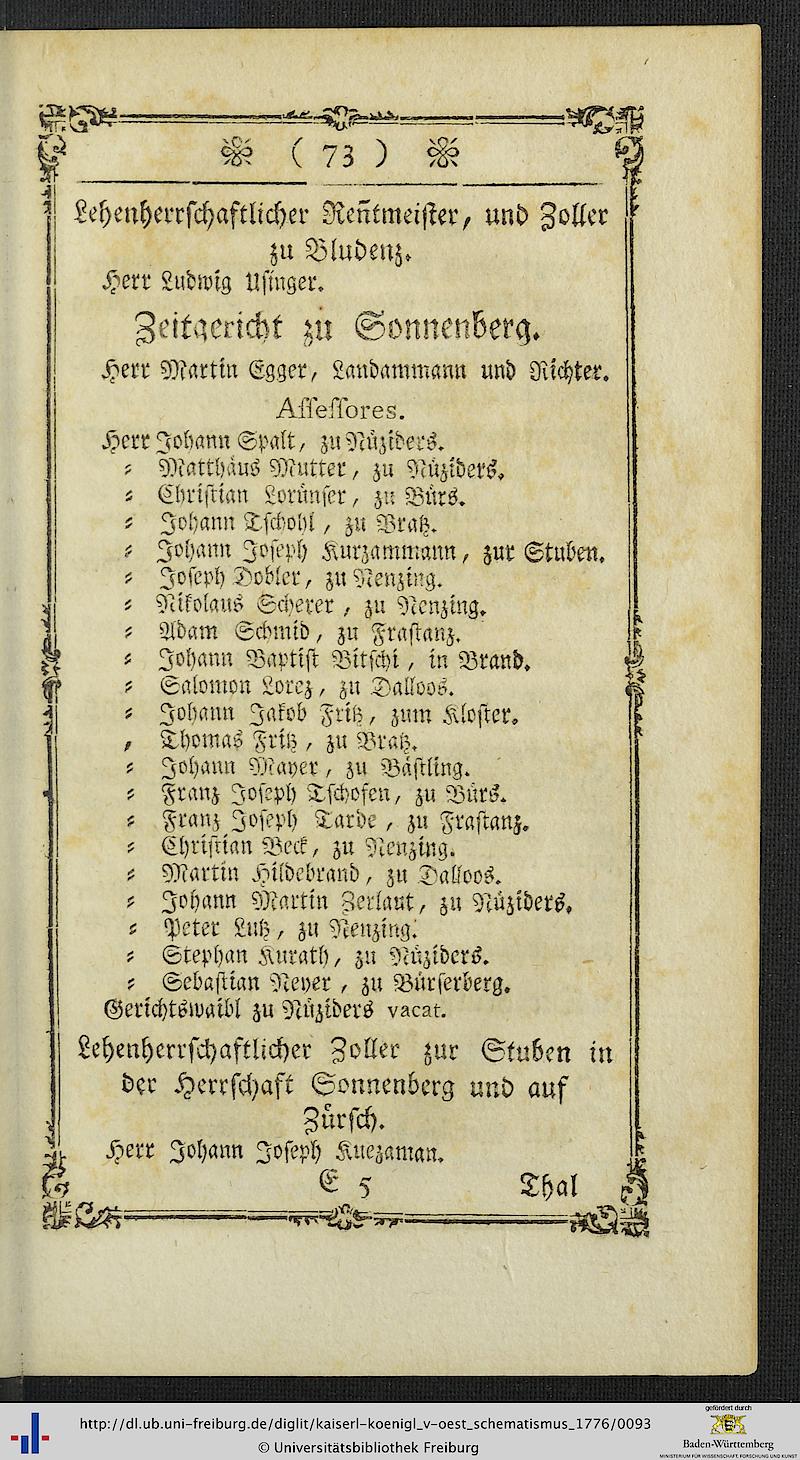 ( 73 )
Lehenherrschaftlicher Rentmeister, und Zoller
zu Bludenz.
Herr Ludwig Usinger.
Zeitgericht zu Sonnenberg.
Herr Martin Egger, Landammann und Richter.
Assessores.
Herr Johann Spalt, zu Nüziders.
⸗ Matthäus Mutter, zu Nüziders.
⸗ Christian Lorünser, zu Bürs.
⸗ Johann Tschohl, zu Bratz.
⸗ Johann Joseph Kurzammann, zur Stuben.
⸗ Joseph Dobler, zu Nenzing.
⸗ Nikolaus Scherer, zu Nenzing.
⸗ Adam Schmid, zu Frastanz.
⸗ Johann Baptist Bitschi, in Brand.
⸗ Salomon Lorez, zu Dalloos.
⸗ Johann Jakob Fritz, zum Kloster.
⸗ Thomas Fritz, zu Bratz.
⸗ Johann Mayer, zu Bästling.
⸗ Franz Joseph Tschofen, zu Bürs.
⸗ Franz Joseph Tarde, zu Frastanz.
⸗ Christian Beck, zu Nenzing.
⸗ Martin Hildebrand, zu Dalloos.
⸗ Johann Martin Zerlaut, zu Nüziders.
⸗ Peter Lutz, zu Nenzing.
⸗ Stephan Kurath, zu Nüziders.
⸗ Sebastian Neyer, zu Bürserberg.
Gerichtswaibl zu Nüziders vacat.
Lehenherrschaftlicher Zoller zur Stuben in
der Herrschaft Sonnenberg und auf
Zürsch.
Herr Johann Joseph Kuezaman.
E 5 Thal
http://dl.ub.uni-freiburg.de/diglit/kaiserl-koenigl_v-oest_schematismus_1776/0093
© Universitätsbibliothek Freiburg
gefördert durch
Baden-Württemberg
MINISTERIUM FÜR WISSENSCHAFT, FORSCHUNG UND KUNST